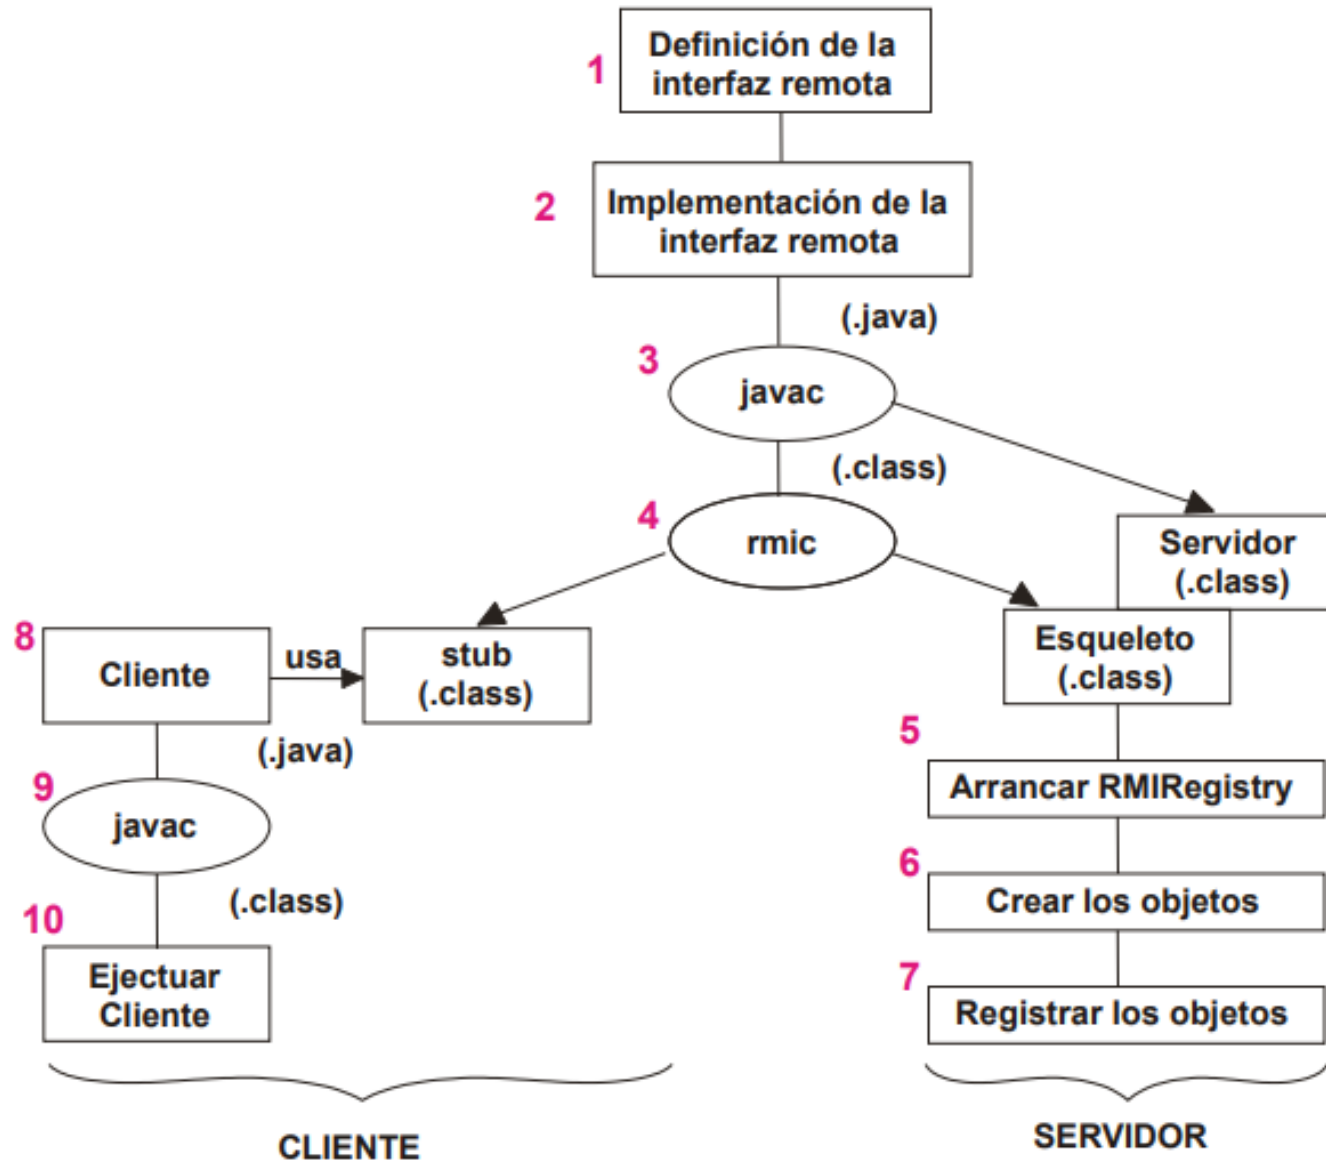 1
Definición de la
interfaz remota
2
Implementación de la
interfaz remota
(.java)
3
javac
(.class)
4
rmic
Servidor
(.class)
Esqueleto
(.class)
8
Cliente
usa
stub
(.class)
(.java)
9
javac
(.class)
10
Ejectuar
Cliente
5
Arrancar RMIRegistry
6
Crear los objetos
7
Registrar los objetos
CLIENTE
SERVIDOR